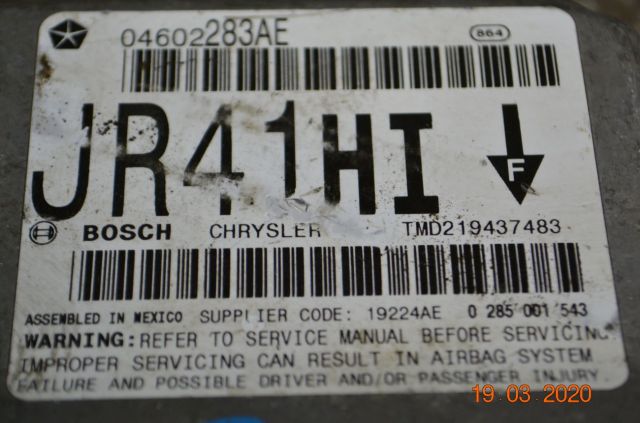 04602283AE 864
JR41HI F
BOSCH CHRYSLER TMD219437483
ASSEMBLED IN MEXICO SUPPLIER CODE: 19224AE 0 285 001 543
WARNING: REFER TO SERVICE MANUAL BEFORE SERVICING.
IMPROPER SERVICING CAN RESULT IN AIRBAG SYSTEM
FAILURE AND POSSIBLE DRIVER AND/OR PASSENGER INJURY
19 03 2020